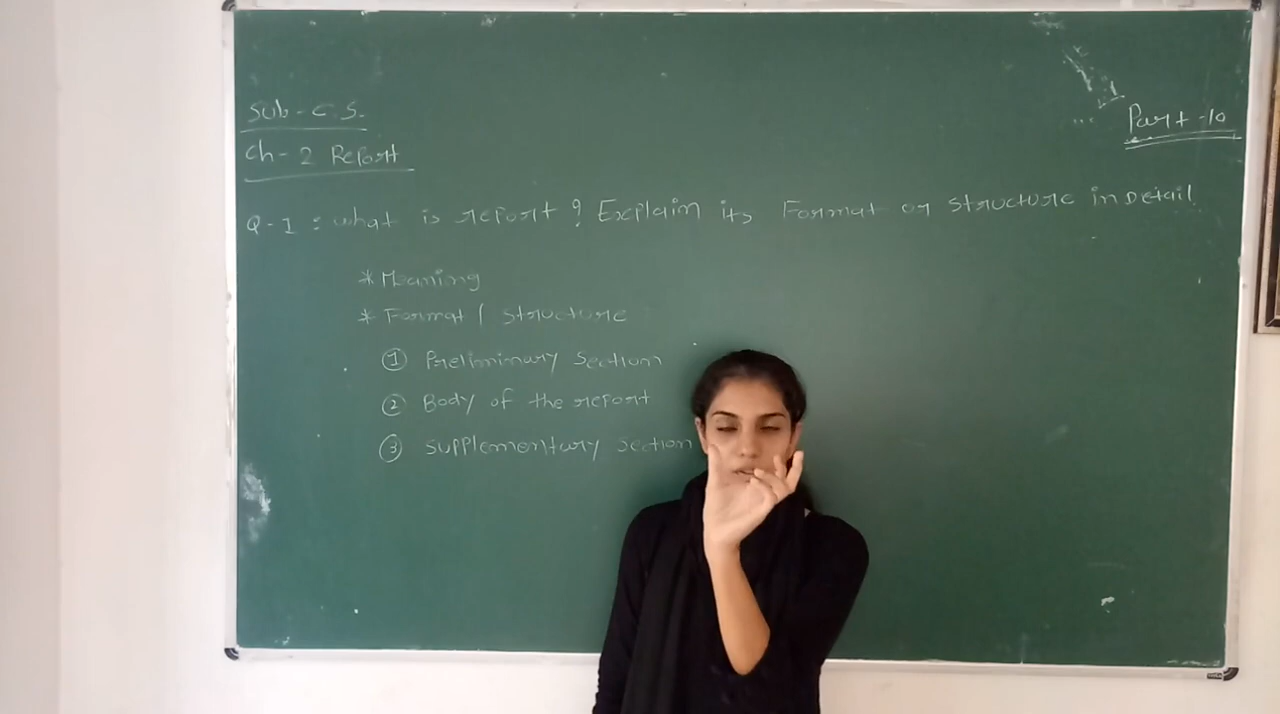 Sub - C.S.
Part - 10
Ch - 2 Report
Q - 1 : what is report ? Explain its Format or structure in Detail.
* Meaning
* Format / structure
① Preliminary section
② Body of the report
③ supplementary section